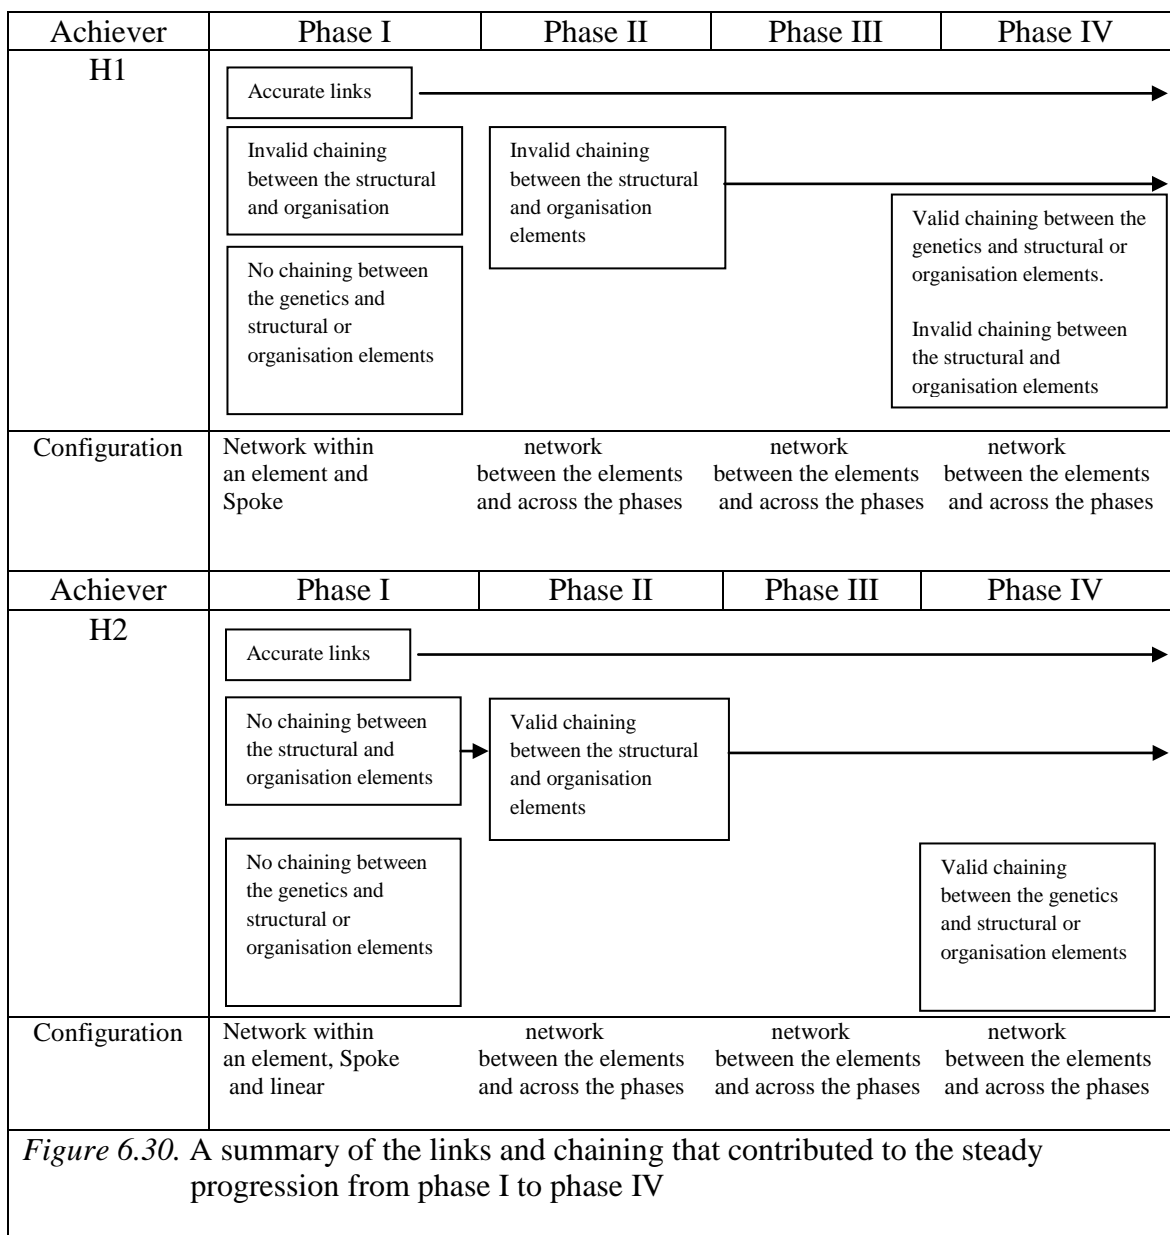 Achiever Phase I Phase II Phase III Phase IV
H1
Accurate links
Invalid chaining
between the structural
and organisation
Invalid chaining
between the structural
and organisation
elements
No chaining between
the genetics and
structural or
organisation elements
Valid chaining between the
genetics and structural or
organisation elements.
Invalid chaining between
the structural and
organisation elements
Configuration
Network within
an element and
Spoke
network
between the elements
and across the phases
network
between the elements
and across the phases
network
between the elements
and across the phases
Achiever Phase I Phase II Phase III Phase IV
H2
Accurate links
No chaining between
the structural and
organisation elements
Valid chaining
between the structural
and organisation
elements
No chaining between
the genetics and
structural or
organisation elements
Valid chaining
between the genetics
and structural or
organisation elements
Configuration
Network within
an element, Spoke
and linear
network
between the elements
and across the phases
network
between the elements
and across the phases
network
between the elements
and across the phases
Figure 6.30. A summary of the links and chaining that contributed to the steady
progression from phase I to phase IV